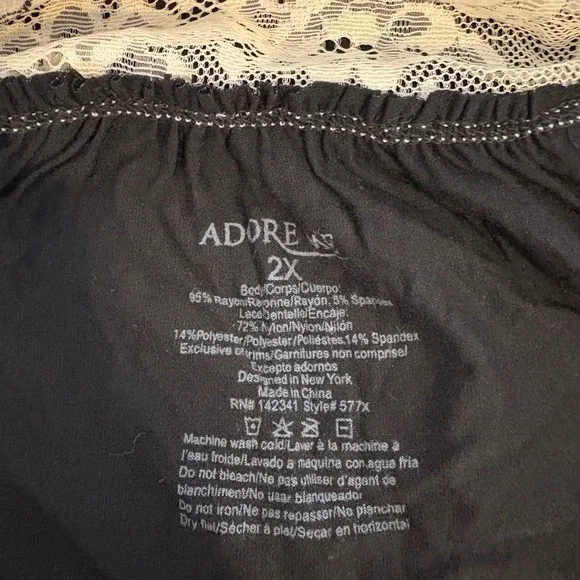 ADORE ME
2X
Body/Corps/Cuerpo:
95% Rayon/Rayonne/Rayón, 5% Spandex
Lace/Dentelle/Encaje:
72% Nylon/Nylon/Nilón
14%Polyester/Polyester/Poliéstes,14% Spandex
Exclusive of trims/Garnitures non comprise/
Excepto adornos
Designed in New York
Made in China
RN# 142341 Style# 577X
Machine wash cold/Laver à la machine à
l'eau froide/Lavado a maquina con agua fria
Do not bleach/Ne pas utiliser d'agent de
blanchiment/No usar blanqueador
Do not iron/Ne pas repasser/No planchar
Dry flat/Sécher à plat/Secar en horizontal